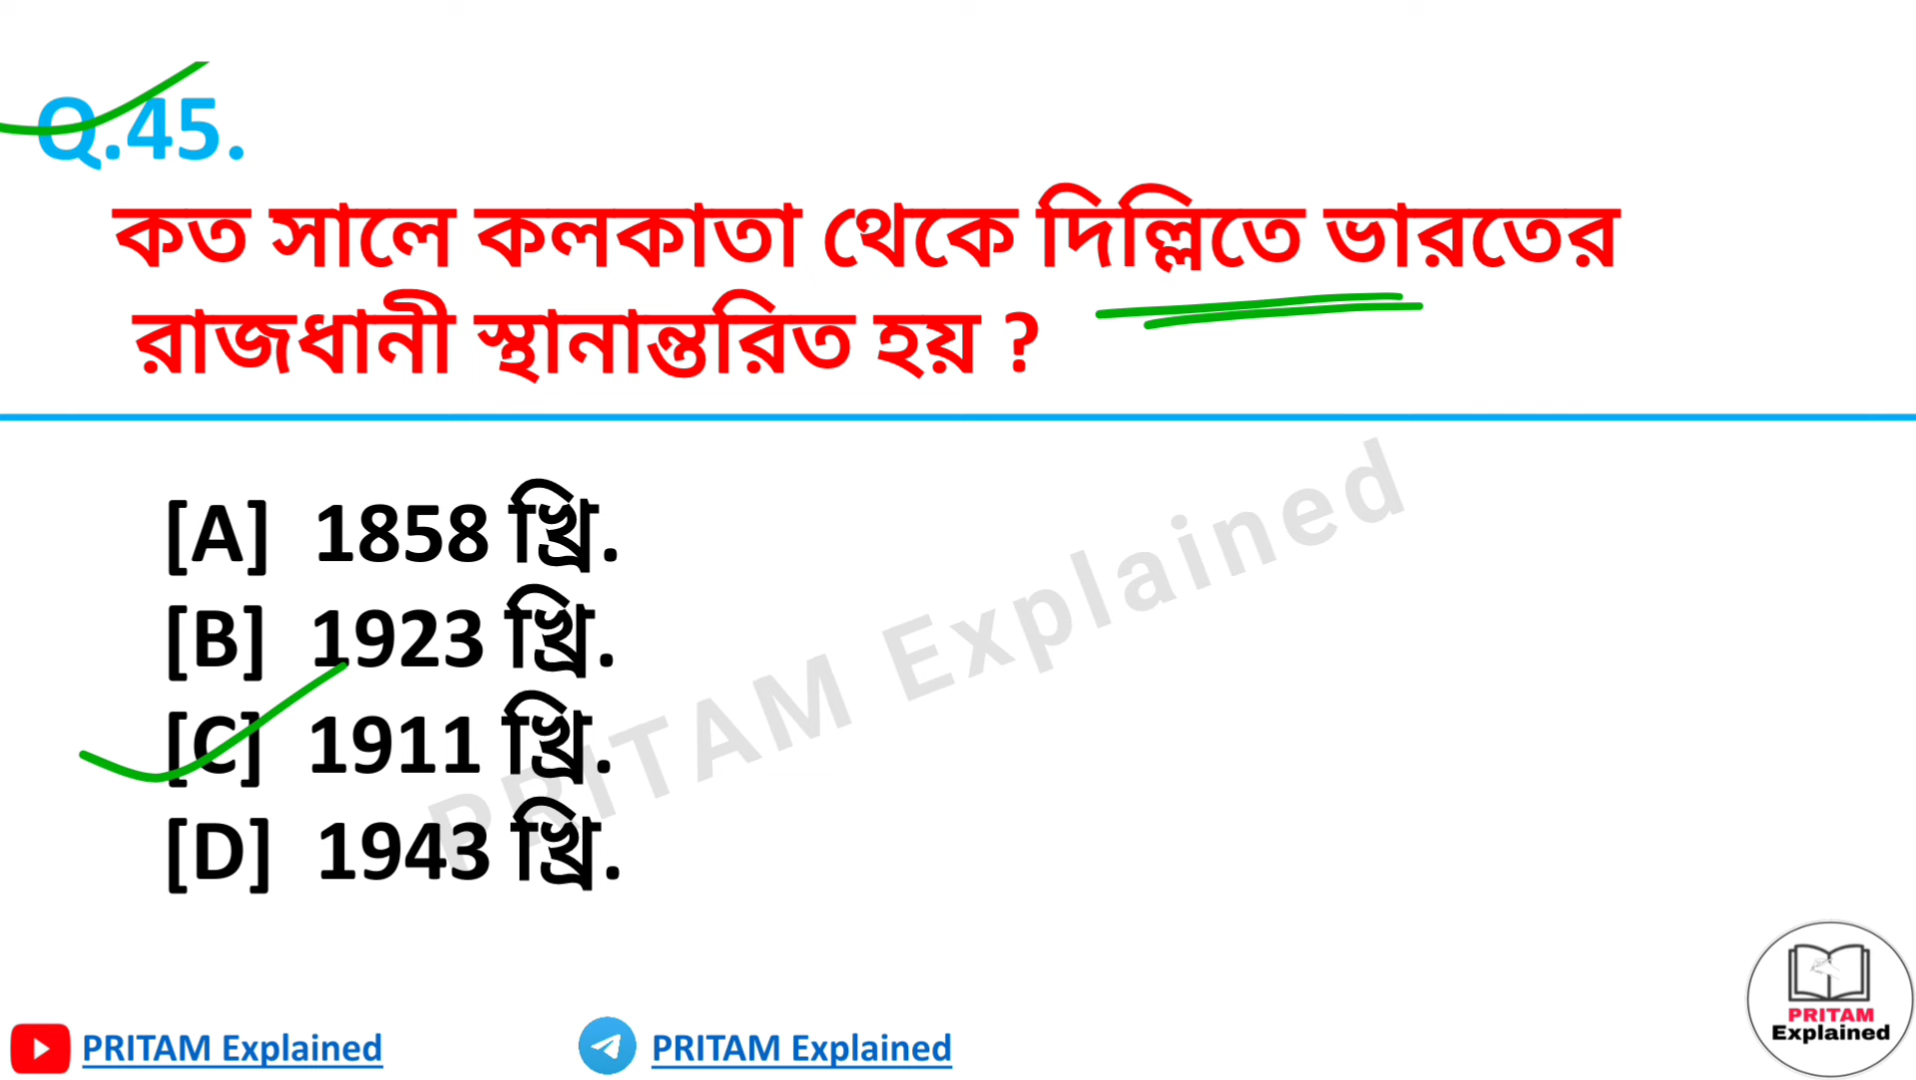 Q.45.
কত সালে কলকাতা থেকে দিল্লিতে ভারতের
রাজধানী স্থানান্তরিত হয় ?
[A] 1858 খ্রি.
[B] 1923 খ্রি.
[C] 1911 খ্রি.
[D] 1943 খ্রি.
PRITAM Explained
PRITAM Explained
PRITAM Explained
PRITAM
Explained